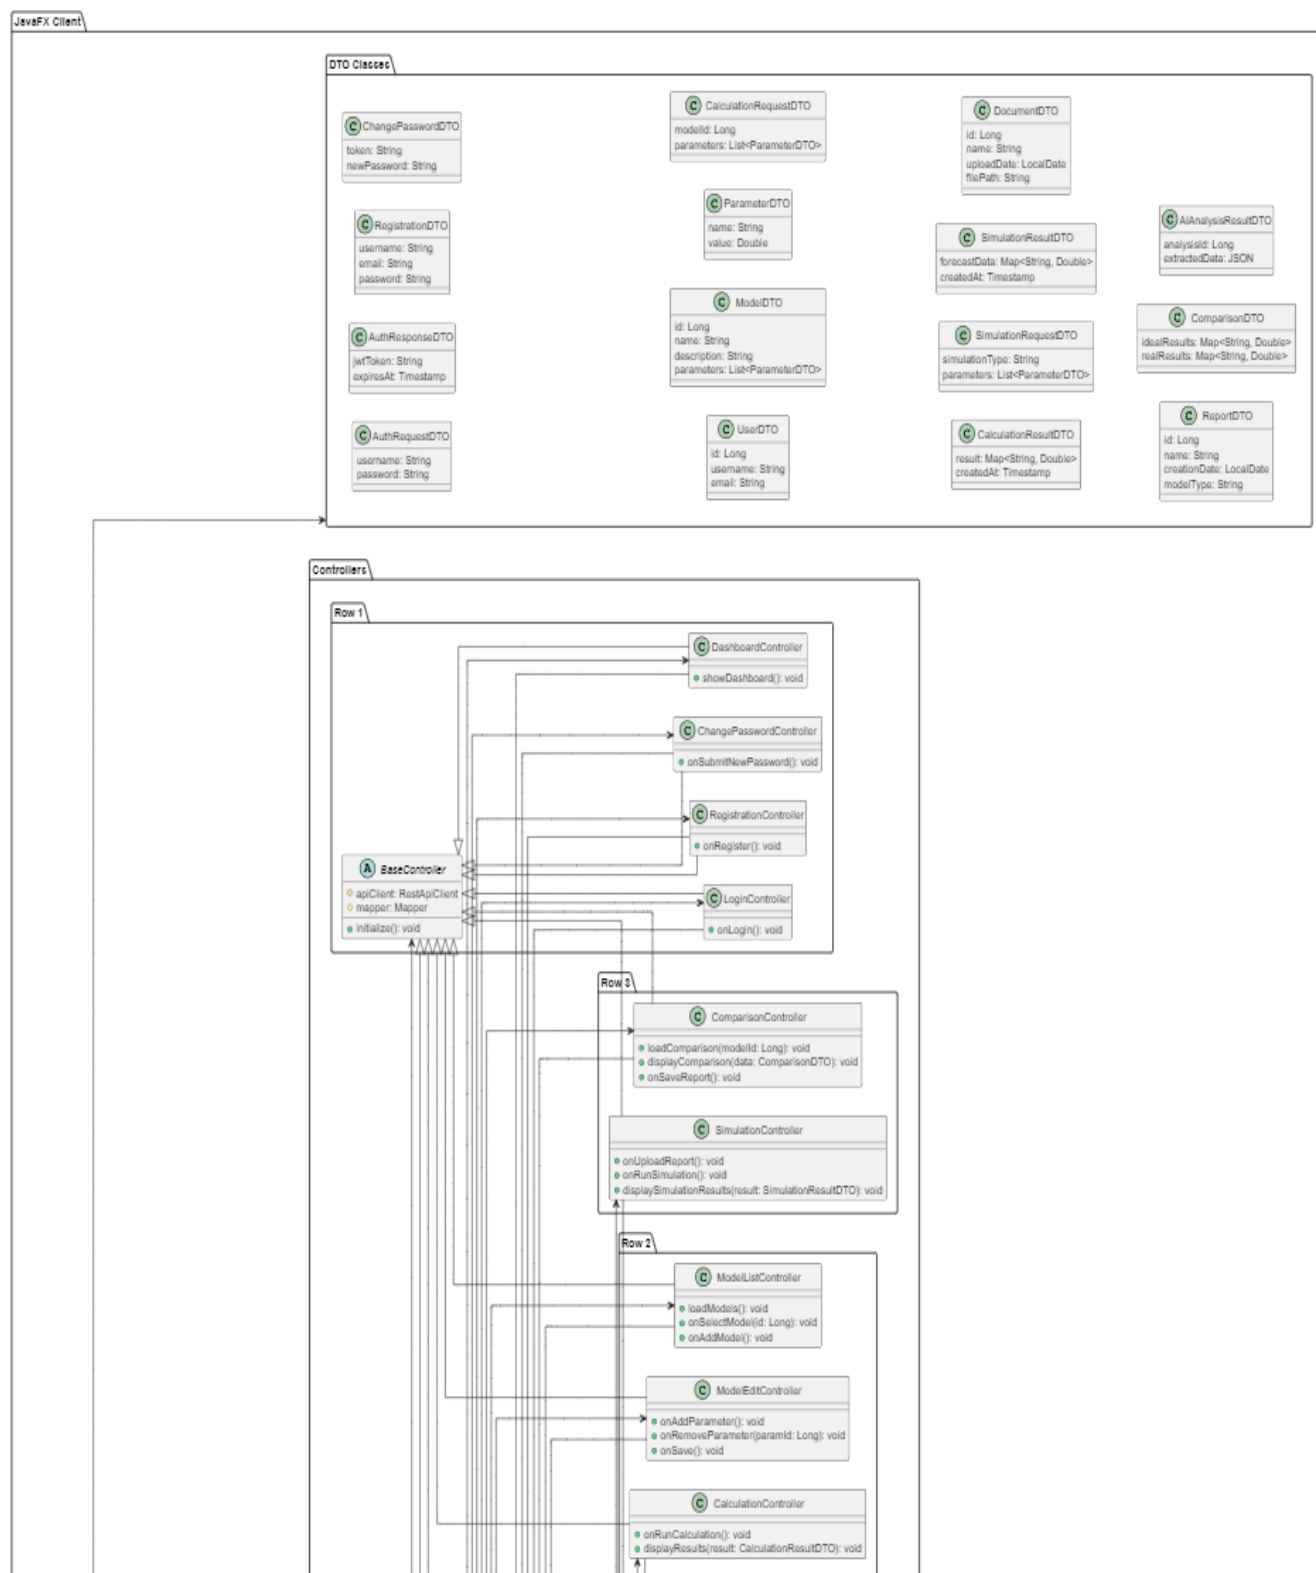 JavaFX Client
DTO Classes
C ChangePasswordDTO
token: String
newPassword: String
C RegistrationDTO
username: String
email: String
password: String
C AuthResponseDTO
jwtToken: String
expiresAt: Timestamp
C AuthRequestDTO
username: String
password: String
C CalculationRequestDTO
modelId: Long
parameters: List<ParameterDTO>
C ParameterDTO
name: String
value: Double
C ModelDTO
id: Long
name: String
description: String
parameters: List<ParameterDTO>
C UserDTO
id: Long
username: String
email: String
C DocumentDTO
id: Long
name: String
uploadDate: LocalDate
filePath: String
C SimulationResultDTO
forecastData: Map<String, Double>
createdAt: Timestamp
C SimulationRequestDTO
simulationType: String
parameters: List<ParameterDTO>
C CalculationResultDTO
result: Map<String, Double>
createdAt: Timestamp
C AIAnalysisResultDTO
analysisId: Long
extractedData: JSON
C ComparisonDTO
idealResults: Map<String, Double>
realResults: Map<String, Double>
C ReportDTO
id: Long
name: String
creationDate: LocalDate
modelType: String
Controllers
Row 1
C DashboardController
showDashboard(): void
C ChangePasswordController
onSubmitNewPassword(): void
C RegistrationController
onRegister(): void
A BaseController
apiClient: RestApiClient
mapper: Mapper
initialize(): void
C LoginController
onLogin(): void
Row 3
C ComparisonController
loadComparison(modelId: Long): void
displayComparison(data: ComparisonDTO): void
onSaveReport(): void
C SimulationController
onUploadReport(): void
onRunSimulation(): void
displaySimulationResults(result: SimulationResultDTO): void
Row 2
C ModelListController
loadModels(): void
onSelectModel(id: Long): void
onAddModel(): void
C ModelEditController
onAddParameter(): void
onRemoveParameter(paramId: Long): void
onSave(): void
C CalculationController
onRunCalculation(): void
displayResults(result: CalculationResultDTO): void